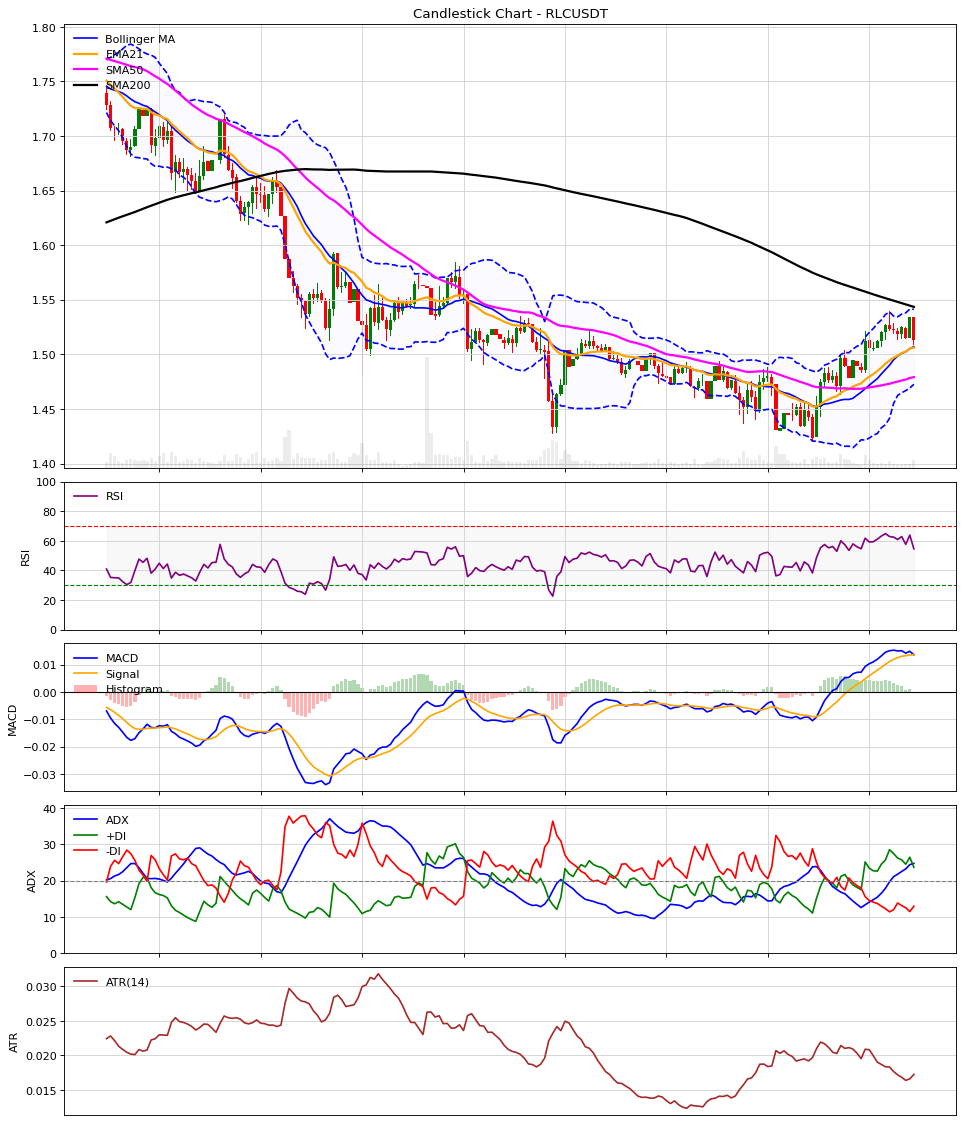 Candlestick Chart - RLCUSDT
1.80
1.75
1.70
1.65
1.60
1.55
1.50
1.45
1.40
Bollinger MA
EMA21
SMA50
SMA200
100
80
60
40
20
0
RSI
RSI
0.01
0.00
−0.01
−0.02
−0.03
MACD
MACD
Signal
Histogram
40
30
20
10
0
ADX
ADX
+DI
-DI
0.030
0.025
0.020
0.015
ATR
ATR(14)